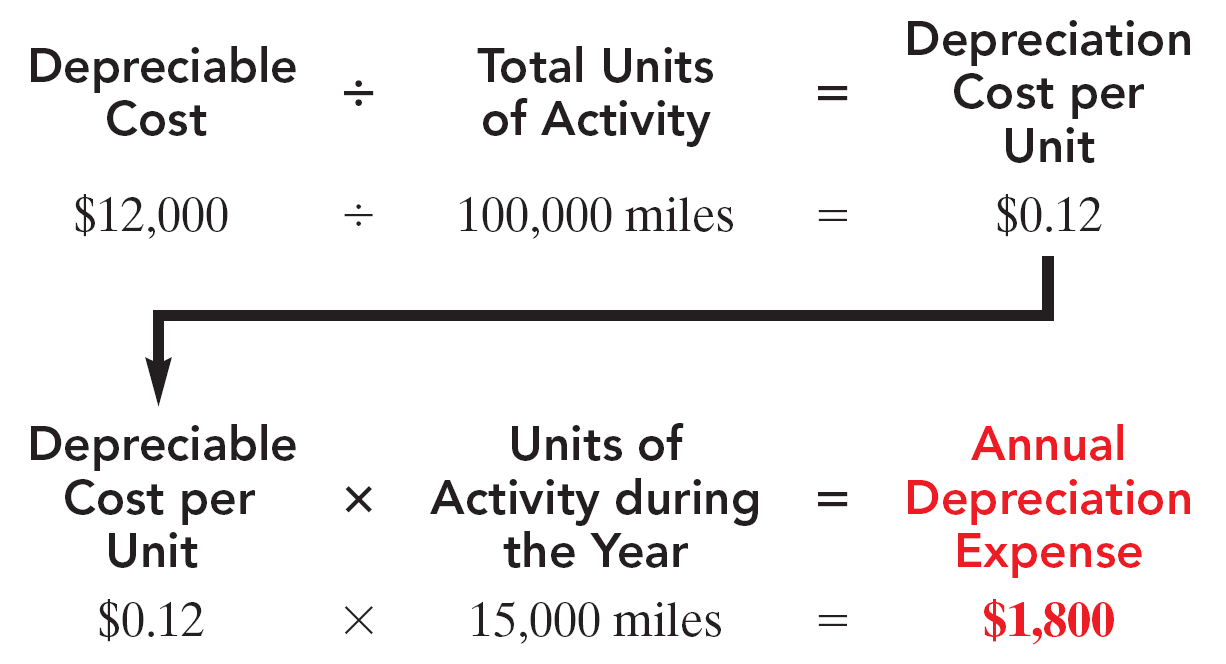 Depreciable Cost ÷ Total Units of Activity = Depreciation Cost per Unit
$12,000 ÷ 100,000 miles = $0.12
Depreciable Cost per Unit × Units of Activity during the Year = Annual Depreciation Expense
$0.12 × 15,000 miles = $1,800